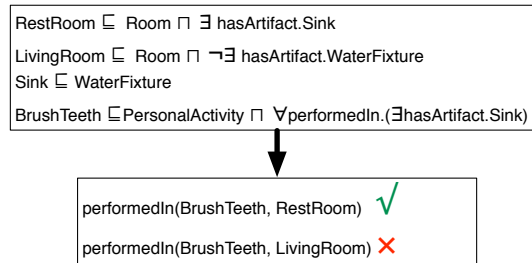 RestRoom ⊑ Room ⊓ ∃ hasArtifact.Sink
LivingRoom ⊑ Room ⊓ ¬∃ hasArtifact.WaterFixture
Sink ⊑ WaterFixture
BrushTeeth ⊑PersonalActivity ⊓ ∀performedIn.(∃hasArtifact.Sink)
performedIn(BrushTeeth, RestRoom) √
performedIn(BrushTeeth, LivingRoom) ×